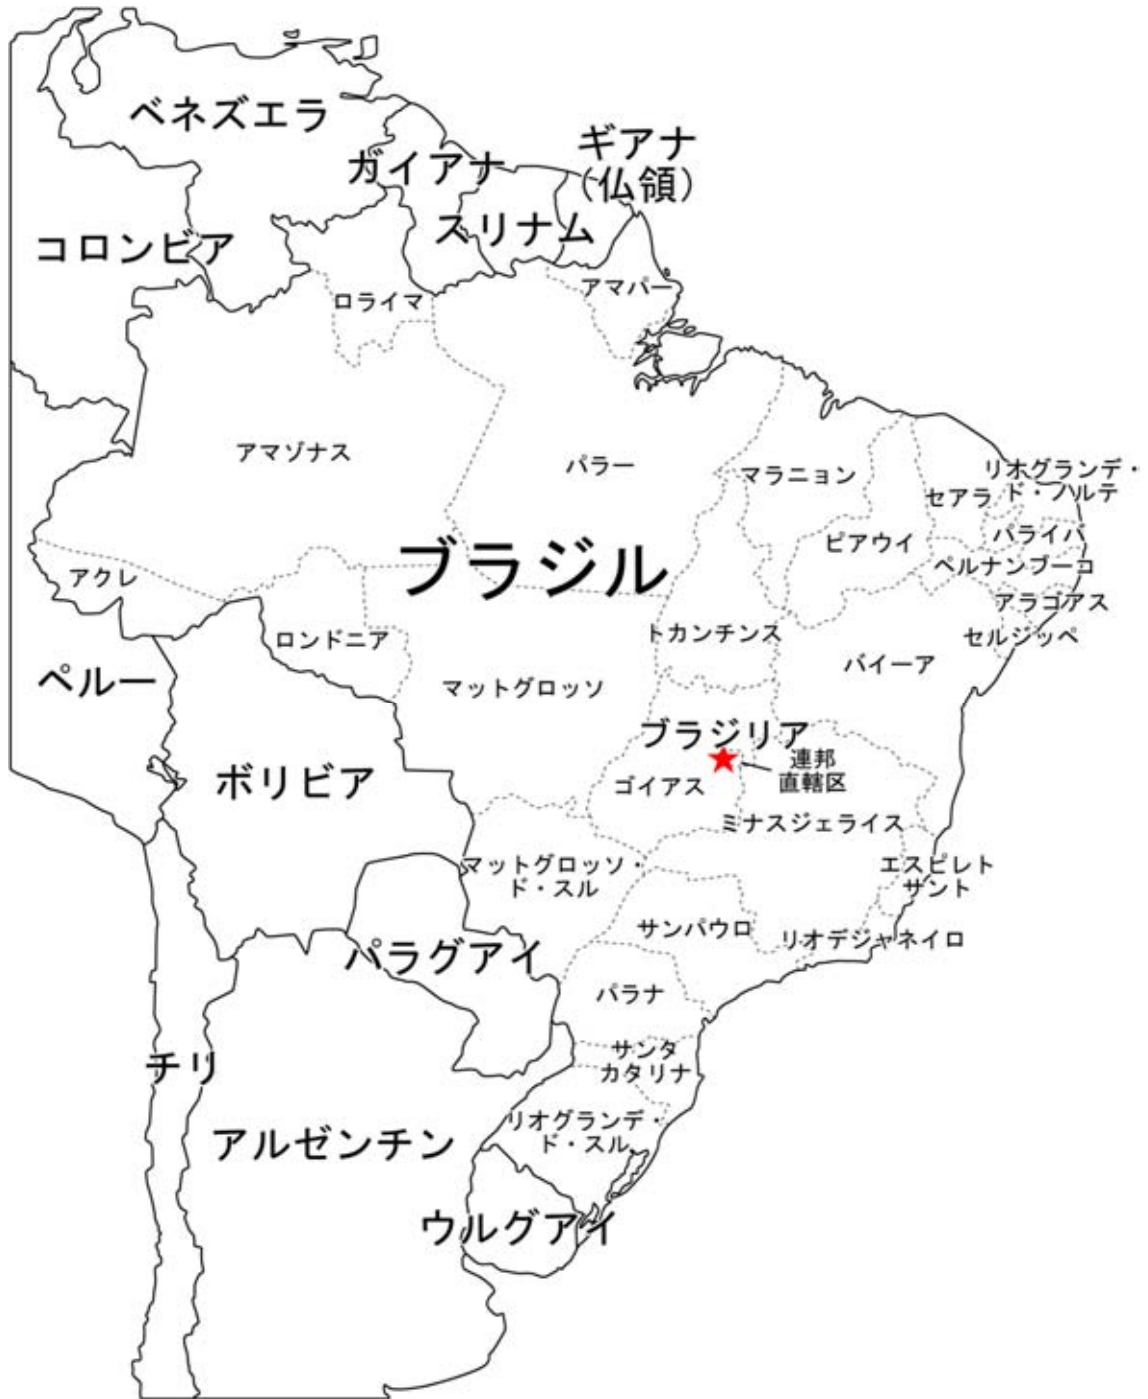 ベネズエラ
ギアナ
(仏領)
ガイアナ
スリナム
コロンビア
アマパー
ロライマ
アマゾナス
パラー
マラニョン
リオグランデ・
ド・ノルテ
セアラ
パライバ
ピアウイ
ペルナンブーコ
ブラジル
アクレ
アラゴアス
セルジッペ
トカンチンス
ロンドニア
バイーア
ペルー
マットグロッソ
ブラジリア
連邦
直轄区
ボリビア
ゴイアス
ミナスジェライス
マットグロッソ・
ド・スル
エスピレト
サント
サンパウロ
リオデジャネイロ
パラグアイ
パラナ
サンタ
カタリナ
チリ
リオグランデ・
ド・スル
アルゼンチン
ウルグアイ